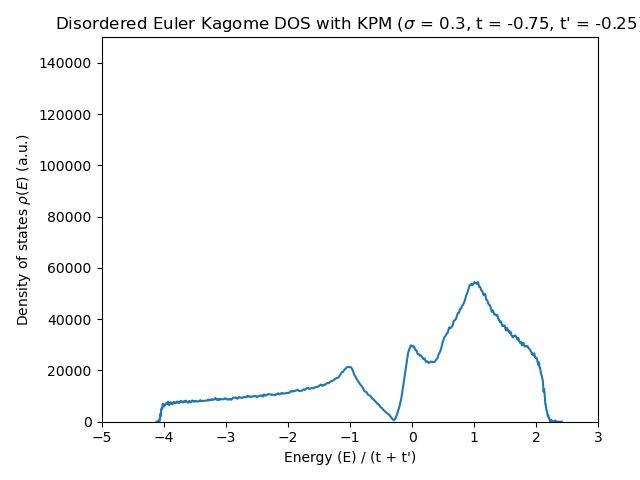 Disordered Euler Kagome DOS with KPM (σ = 0.3, t = -0.75, t' = -0.25)
140000
120000
100000
80000
60000
40000
20000
0
Density of states ρ(E) (a.u.)
−5 −4 −3 −2 −1 0 1 2 3
Energy (E) / (t + t')